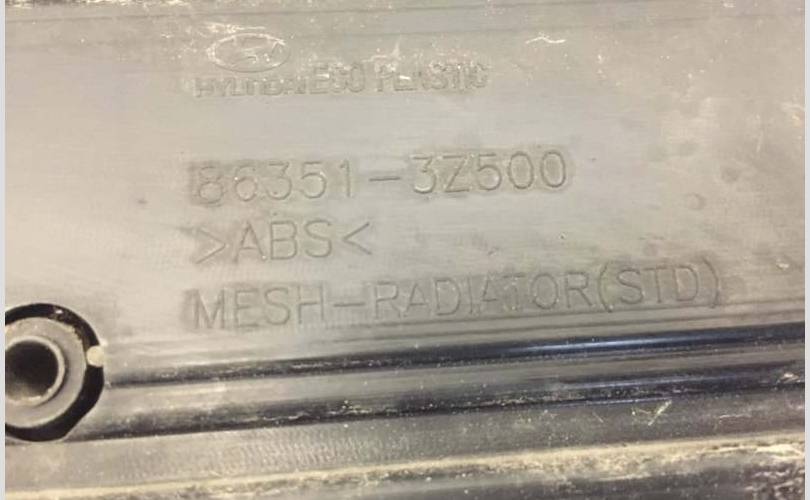 HYUNDAI ECO PLASTIC
86351-3Z500
>ABS<
MESH-RADIATOR(STD)